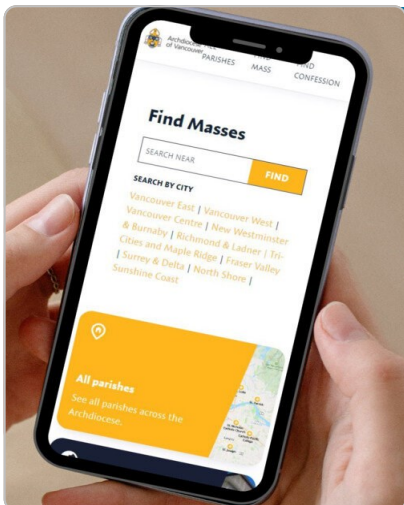 Archdiocese
of Vancouver
PARISHES
MASS
FIND
CONFESSION
Find Masses
SEARCH NEAR
FIND
SEARCH BY CITY
Vancouver East | Vancouver West |
Vancouver Centre | New Westminster
& Burnaby | Richmond & Ladner | Tri-
Cities and Maple Ridge | Fraser Valley
| Surrey & Delta | North Shore |
Sunshine Coast
All parishes
See all parishes across the
Archdiocese.